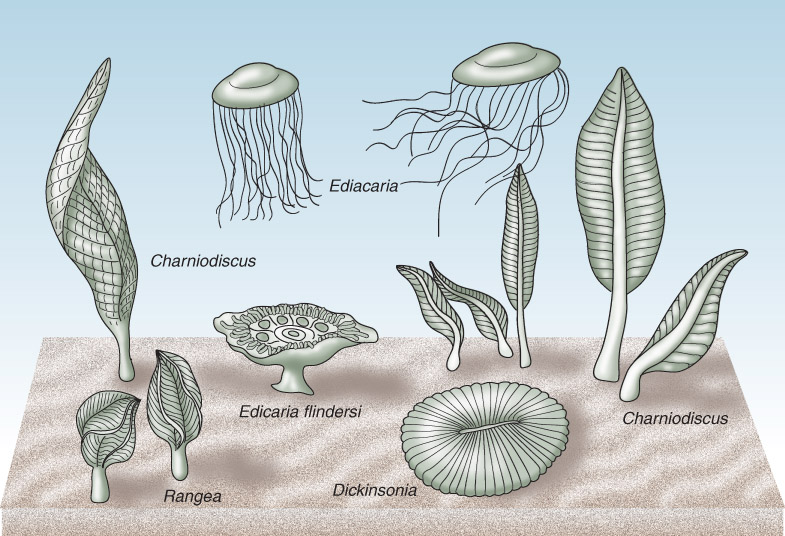 Ediacaria
Charniodiscus
Edicaria flindersi
Charniodiscus
Dickinsonia
Rangea